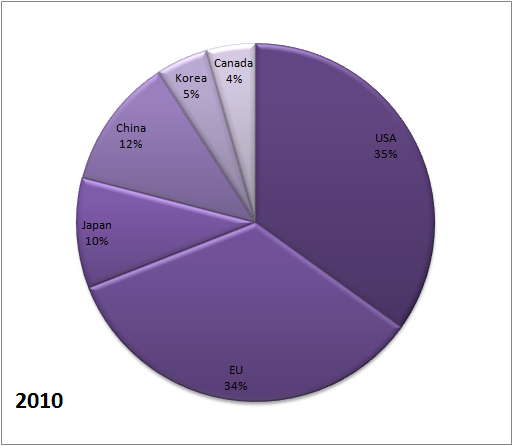 Canada
4%
Korea
5%
China
12%
USA
35%
Japan
10%
EU
34%
2010